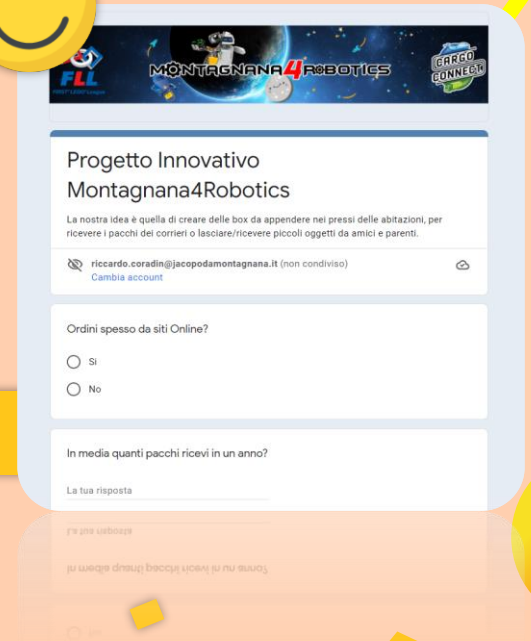 FLL
MONTAGNANA4ROBOTICS
CARGO
CONNECT
Progetto Innovativo
Montagnana4Robotics
La nostra idea è quella di creare delle box da appendere nei pressi delle abitazioni, per
ricevere i pacchi dei corrieri o lasciare/ricevere piccoli oggetti da amici e parenti.
riccardo.coradin@jacopodamontagnana.it (non condiviso)
Cambia account
Ordini spesso da siti Online?
Si
No
In media quanti pacchi ricevi in un anno?
La tua risposta